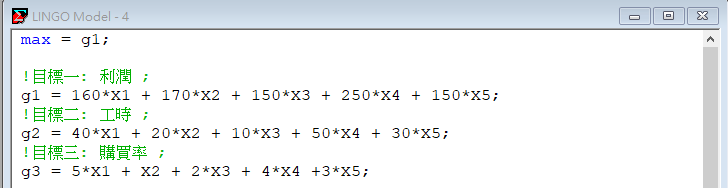 LINGO Model - 4
max = g1;
!目標一: 利潤 ;
g1 = 160*X1 + 170*X2 + 150*X3 + 250*X4 + 150*X5;
!目標二: 工時 ;
g2 = 40*X1 + 20*X2 + 10*X3 + 50*X4 + 30*X5;
!目標三: 購買率 ;
g3 = 5*X1 + X2 + 2*X3 + 4*X4 +3*X5;